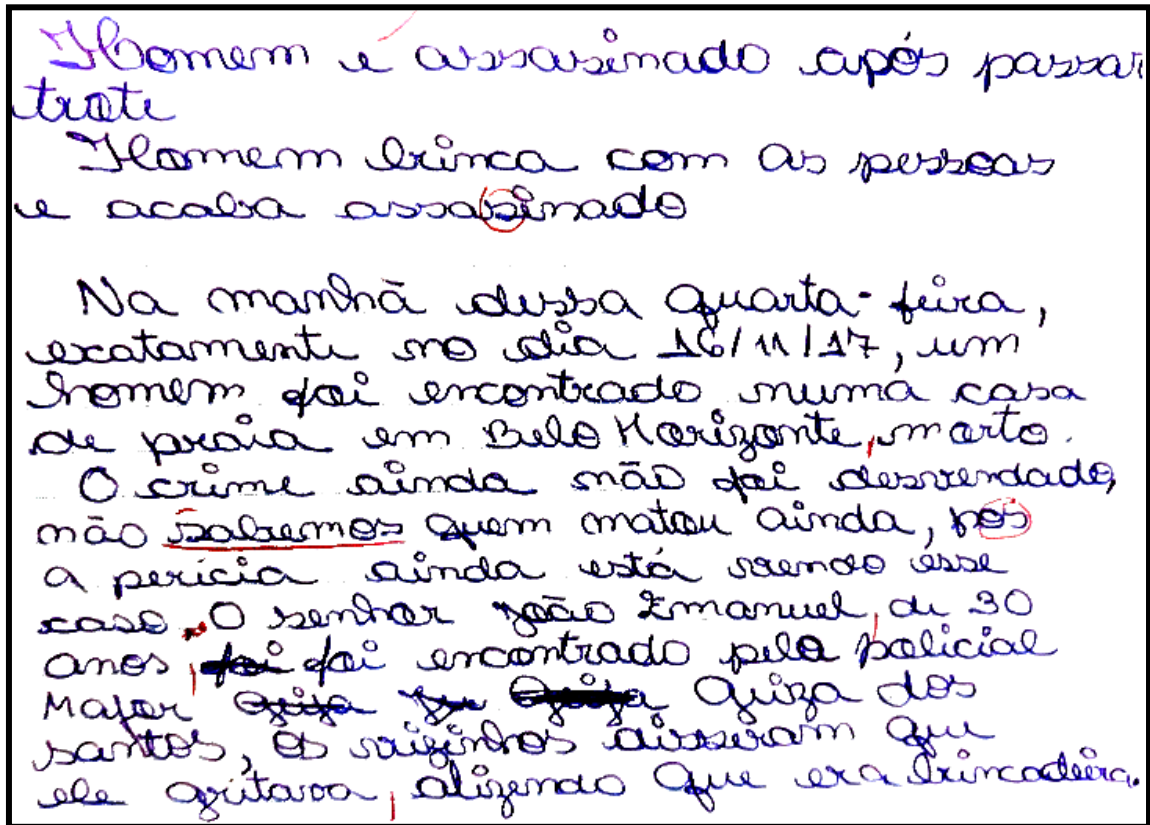 Homem é assassinado após passar
trote
Homem brinca com as pessoas
e acaba assasinado
Na manhã dessa quarta-feira,
exatamente no dia 16/11/17, um
homem foi encontrado numa casa
de praia em Belo Horizonte, morto.
O crime ainda não foi desvendado,
não sabemos quem matou ainda, pos
a perícia ainda está vendo esse
caso. O senhor João Emanuel, de 30
anos, foi encontrado pela policial
Major Quiza dos
santos, os vizinhos disseram que
ele gritava, dizendo que era brincadeira.